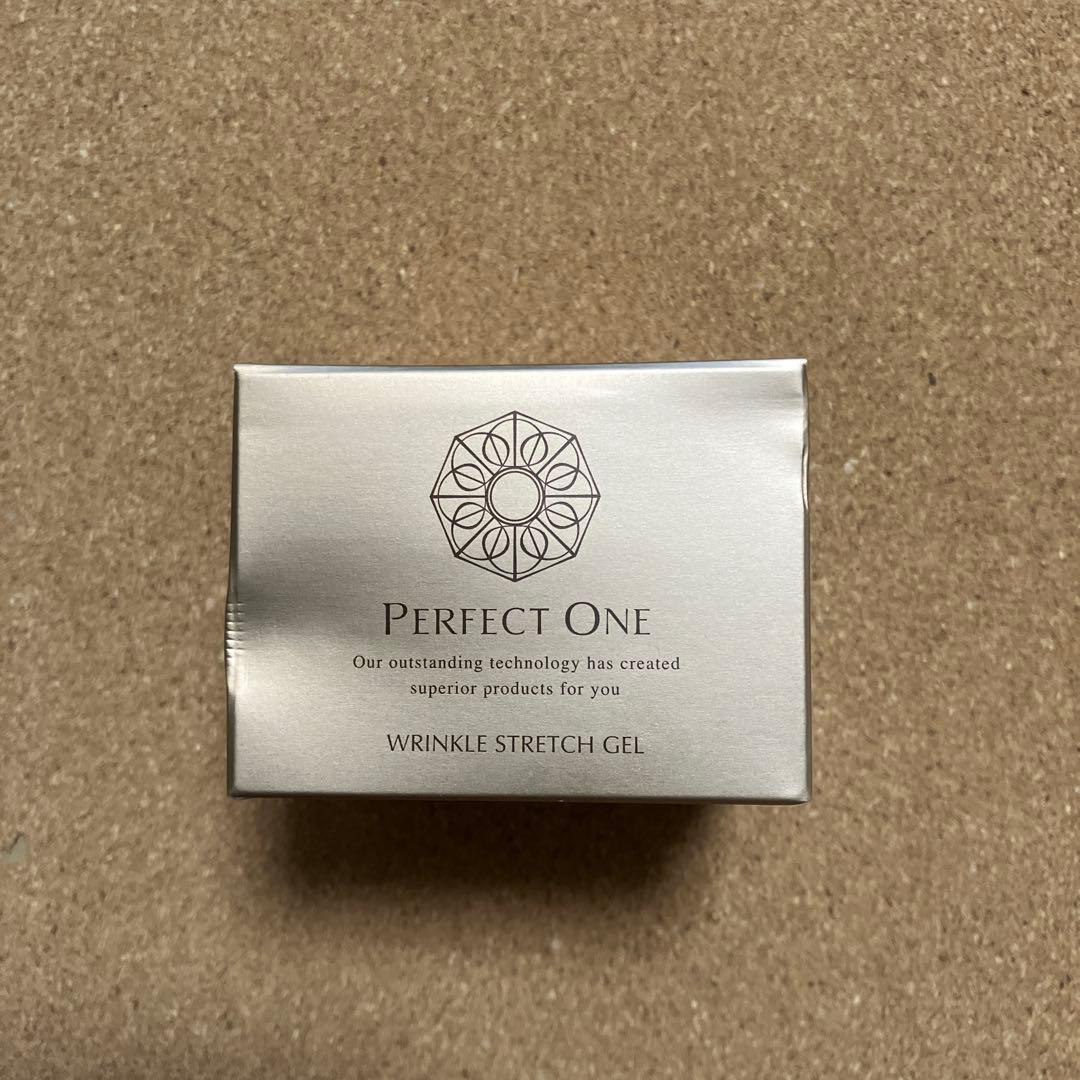 PERFECT ONE
Our outstanding technology has created
superior products for you
WRINKLE STRETCH GEL